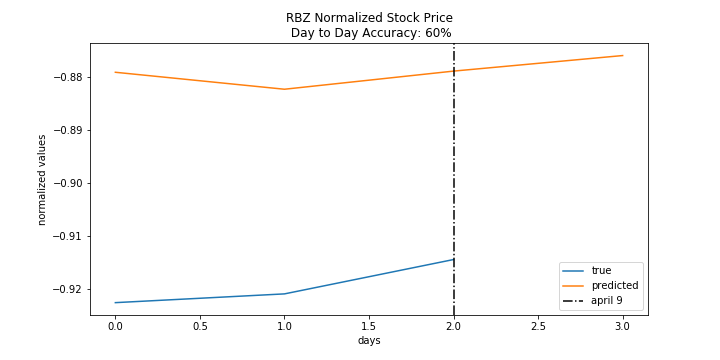 RBZ Normalized Stock Price
Day to Day Accuracy: 60%
normalized values
−0.88
−0.89
−0.90
−0.91
−0.92
true
predicted
april 9
0.0 0.5 1.0 1.5 2.0 2.5 3.0
days